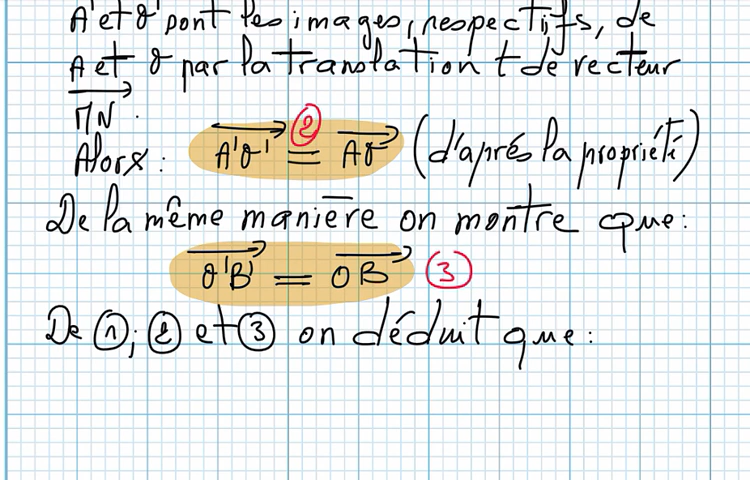 A' et O' sont les images, respectifs, de
A et O par la translation t de vecteur
MN.
Alors : A'O' = AO (d'après la propriété) ②
De la même manière on montre que :
O'B' = OB ③
De ①; ② et ③ on déduit que :